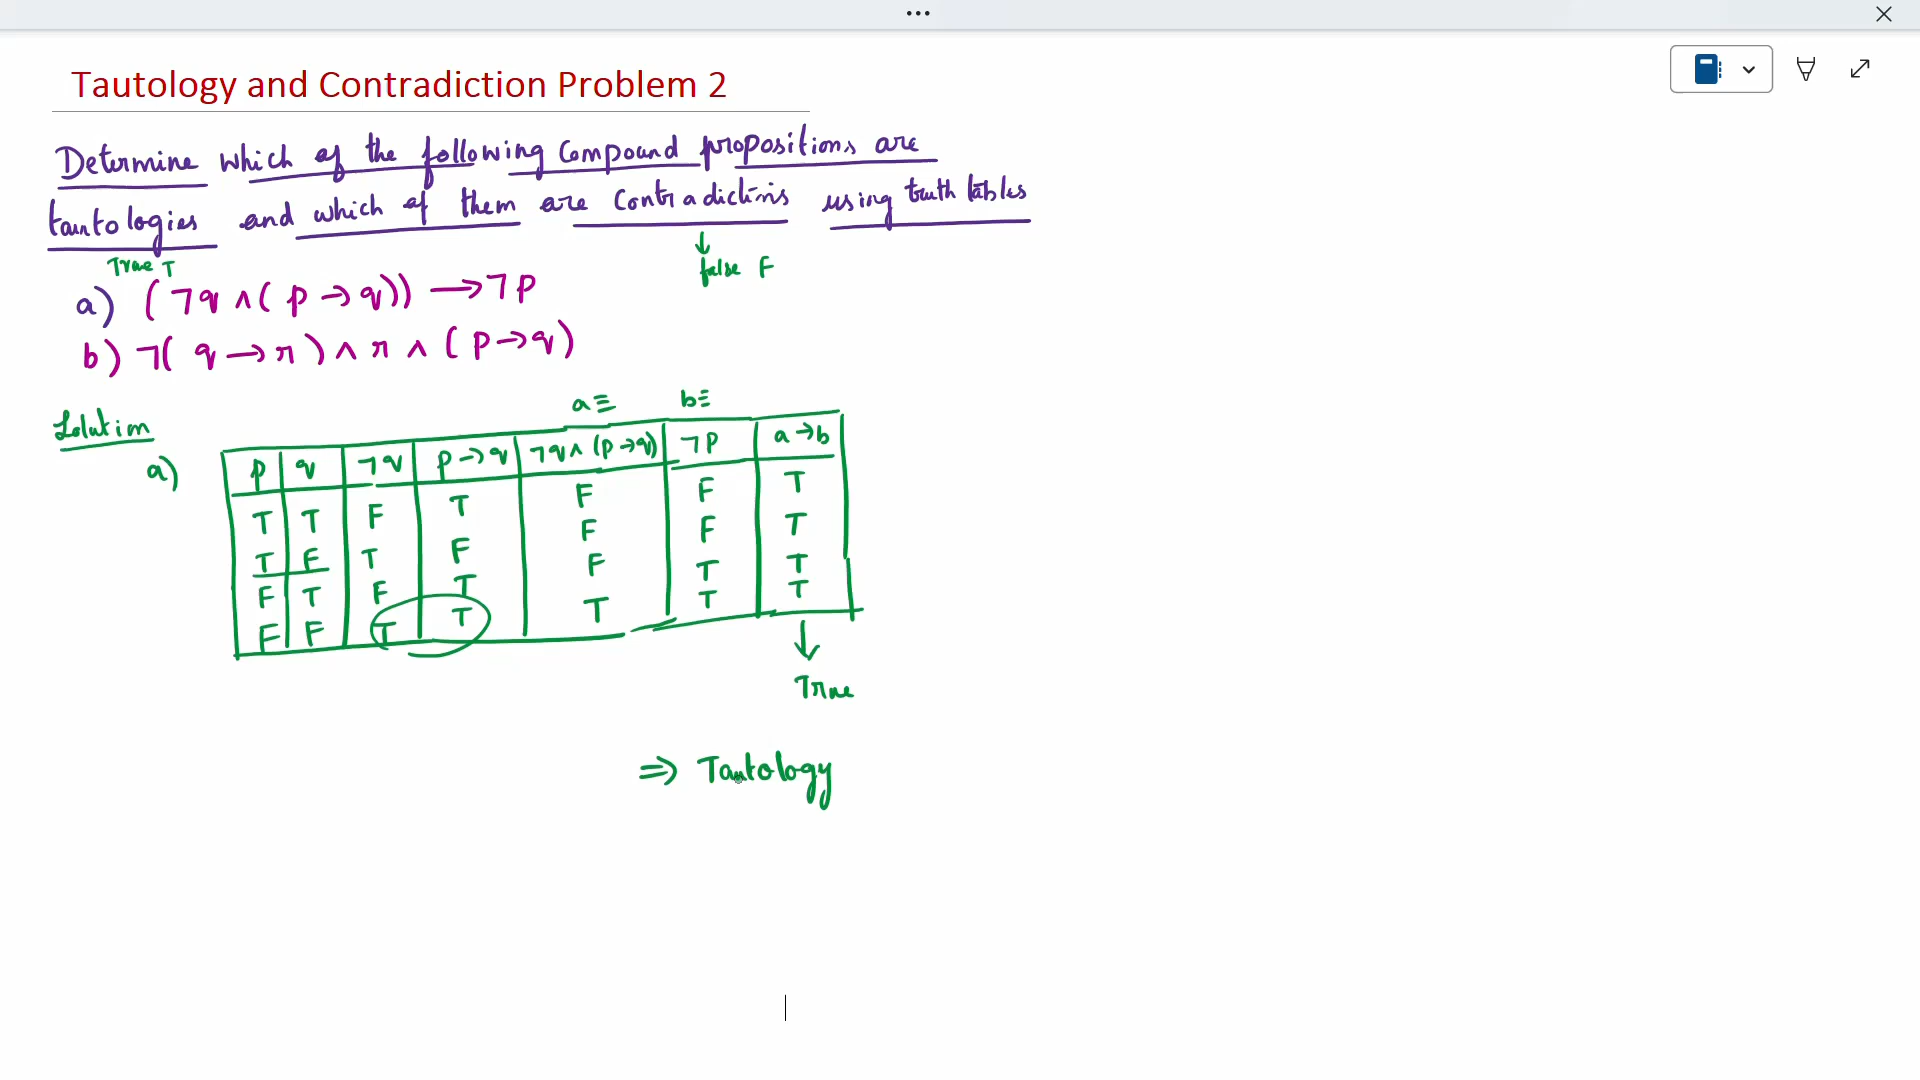 Tautology and Contradiction Problem 2
Determine which of the following compound propositions are
tautologies and which of them are contradictions using truth tables
True T
false F
a) (¬q ∧ (p → q)) → ¬p
b) ¬(q → r) ∧ r ∧ (p → q)
Solution
a≡ b≡
a)
p q ¬q p → q ¬q ∧ (p → q) ¬p a → b
T T F T F F T
T F T F F F T
F T F T F T T
F F T T T T T
True
⇒ Tautology